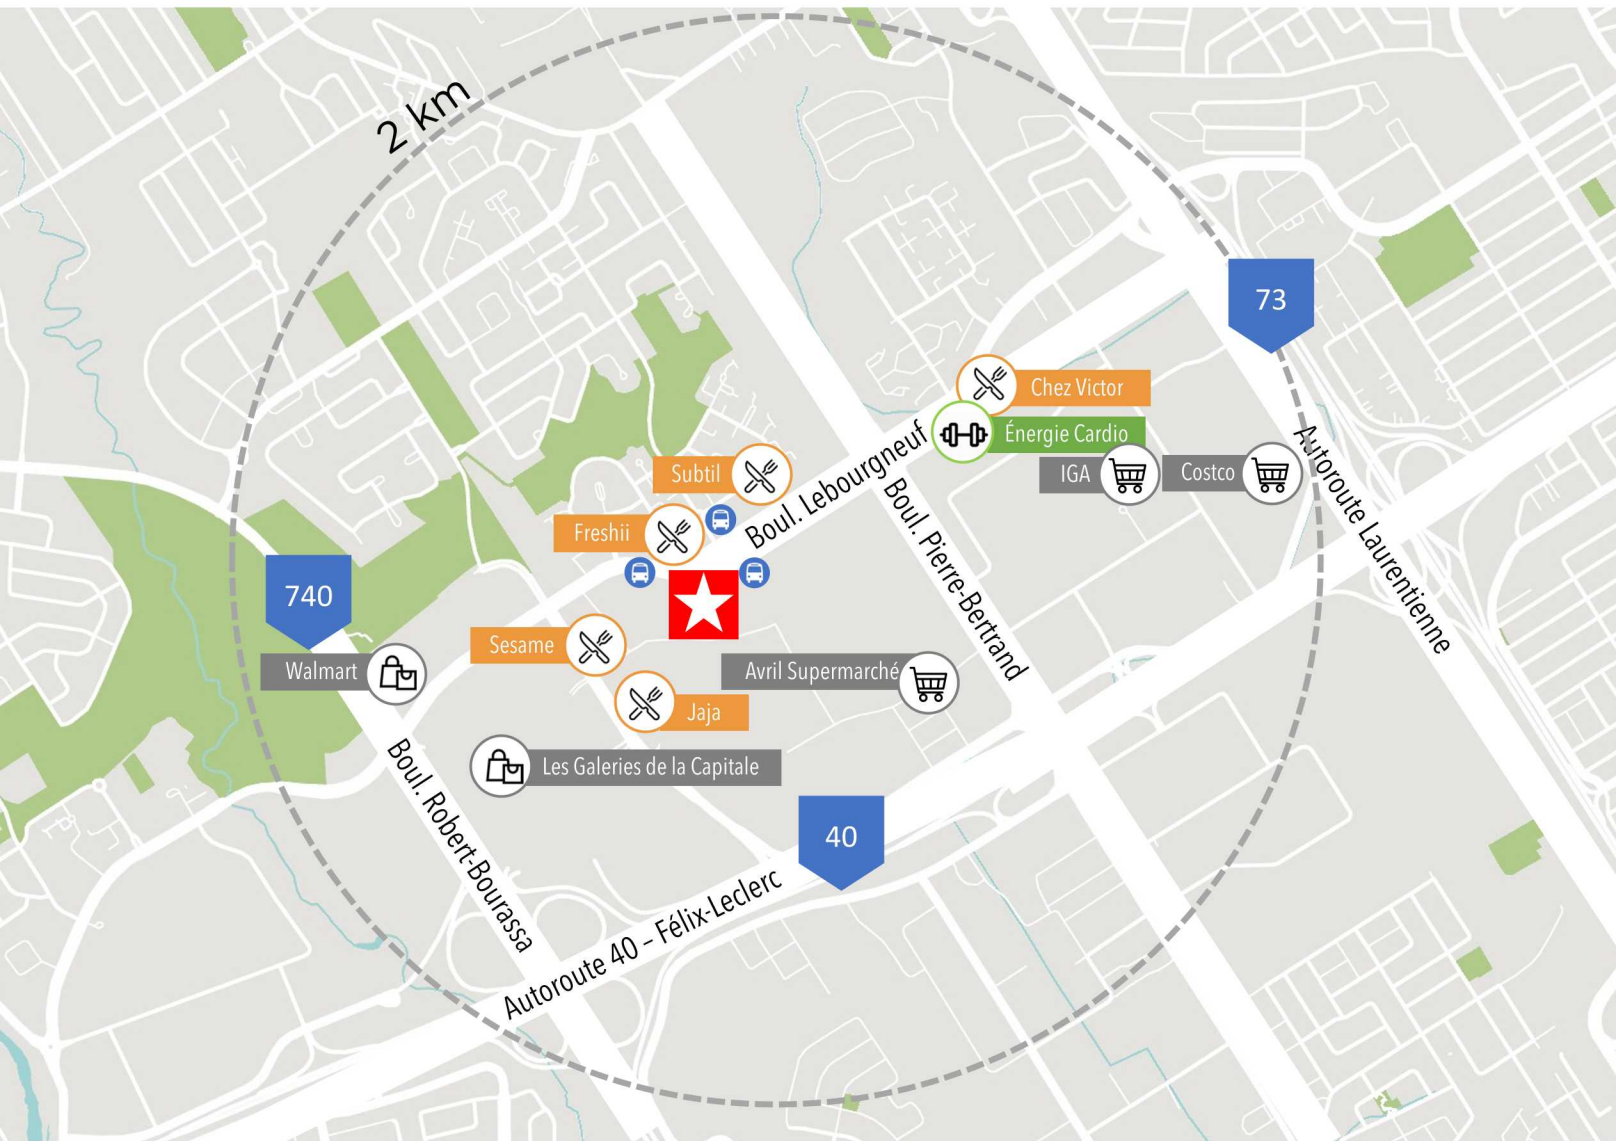 2 km
73
Chez Victor
Énergie Cardio
Subtil
IGA
Costco
Boul. Lebourgneuf
Freshii
Boul. Pierre-Bertrand
Autoroute Laurentienne
740
Sesame
Walmart
Avril Supermarché
Jaja
Les Galeries de la Capitale
Boul. Robert-Bourassa
40
Autoroute 40 – Félix-Leclerc